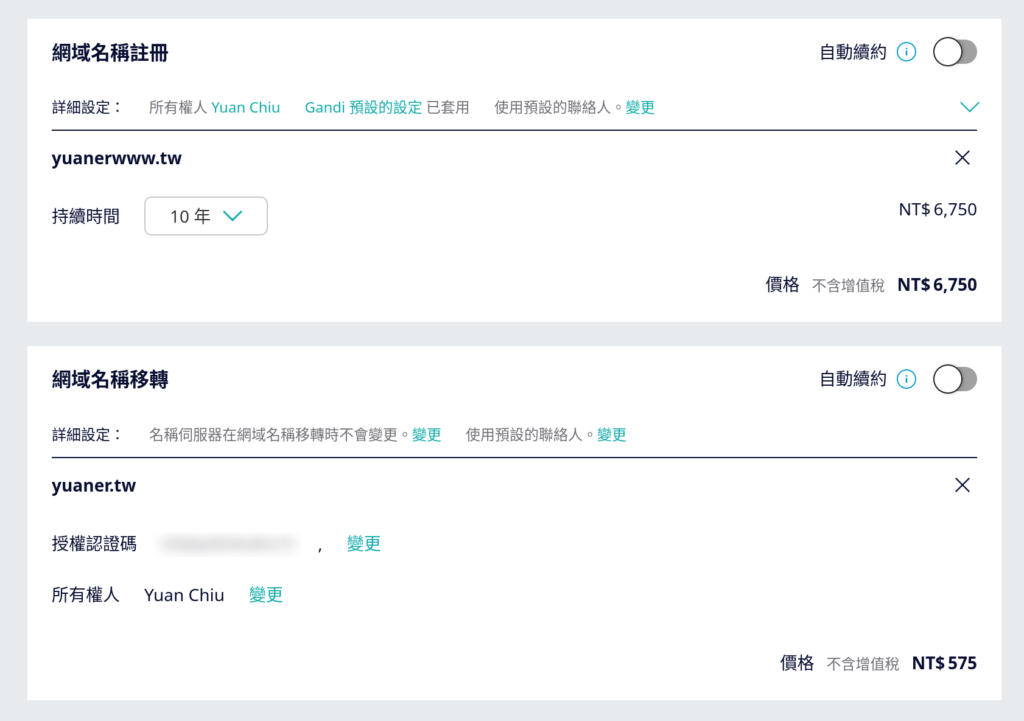 網域名稱註冊 自動續約
詳細設定： 所有權人 Yuan Chiu Gandi 預設的設定 已套用 使用預設的聯絡人。變更
yuanerwww.tw
持續時間 10 年 NT$ 6,750
價格 不含增值稅 NT$ 6,750
網域名稱移轉 自動續約
詳細設定： 名稱伺服器在網域名稱移轉時不會變更。變更 使用預設的聯絡人。變更
yuaner.tw
授權認證碼 , 變更
所有權人 Yuan Chiu 變更
價格 不含增值稅 NT$ 575